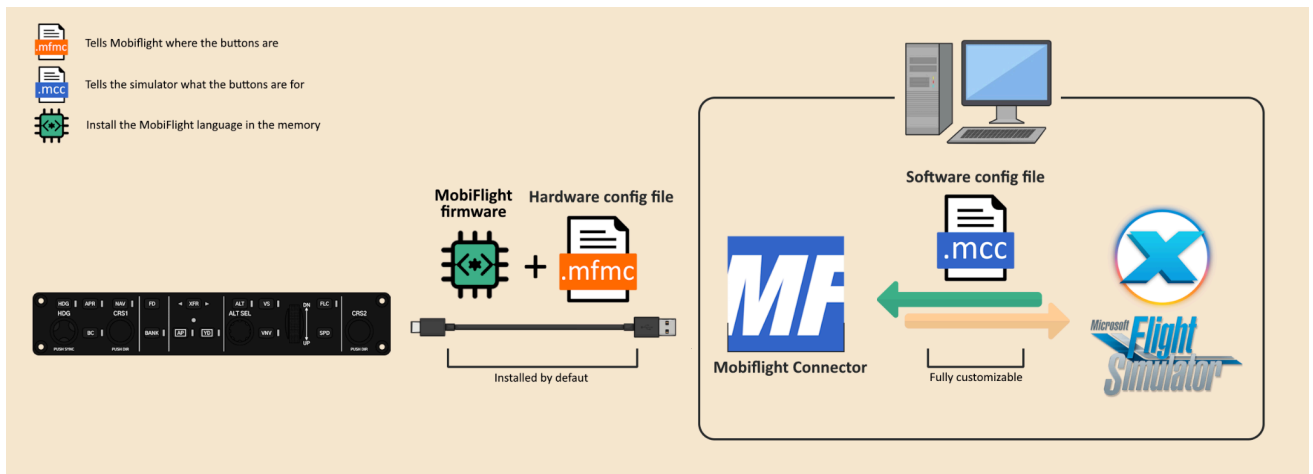 .mfmc
Tells Mobiflight where the buttons are
.mcc
Tells the simulator what the buttons are for
Install the MobiFlight language in the memory
MobiFlight
firmware
+
Hardware config file
.mfmc
Installed by defaut
HDG APR NAV FD ◄ XFR ► ALT VS DN FLC
HDG CRS1 ALT SEL CRS2
BC BANK AP YD VNV SPD
UP
PUSH SYNC PUSH DIR PUSH DIR
Software config file
.mcc
MF
Mobiflight Connector
Fully customizable
X
Microsoft
Flight
Simulator